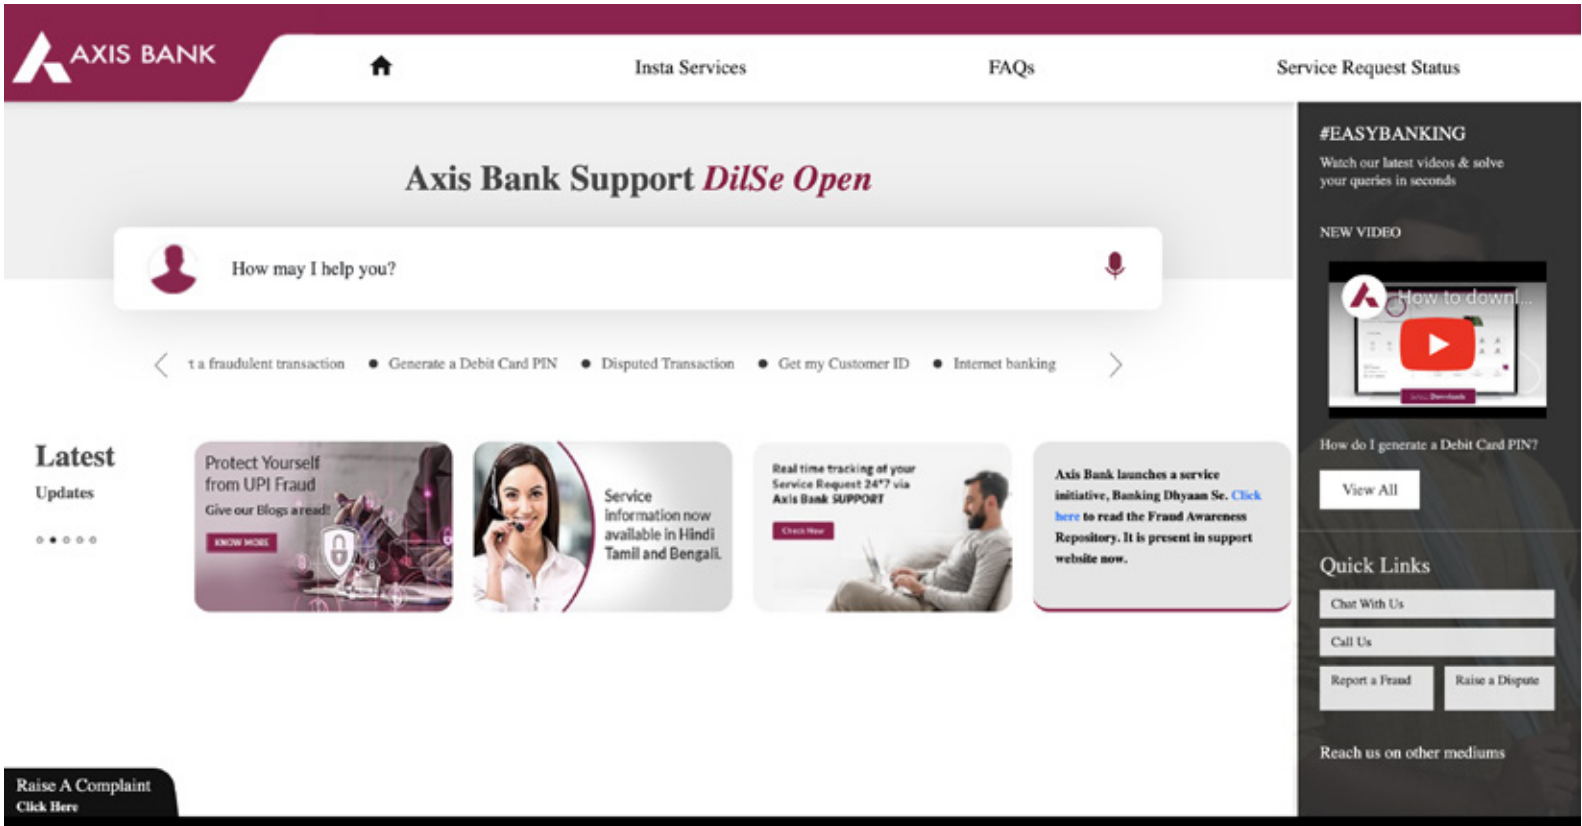 AXIS BANK
Insta Services
FAQs
Service Request Status
Axis Bank Support DilSe Open
How may I help you?
t a fraudulent transaction
Generate a Debit Card PIN
Disputed Transaction
Get my Customer ID
Internet banking
Latest
Updates
Protect Yourself
from UPI Fraud
Give our Blogs a read!
KNOW MORE
Service
information now
available in Hindi
Tamil and Bengali.
Real time tracking of your
Service Request 24*7 via
Axis Bank SUPPORT
Check Now
Axis Bank launches a service
initiative, Banking Dhyaan Se. Click
here to read the Fraud Awareness
Repository. It is present in support
website now.
#EASYBANKING
Watch our latest videos & solve
your queries in seconds
NEW VIDEO
How to downl...
Downloads
How do I generate a Debit Card PIN?
View All
Quick Links
Chat With Us
Call Us
Report a Fraud
Raise a Dispute
Reach us on other mediums
Raise A Complaint
Click Here